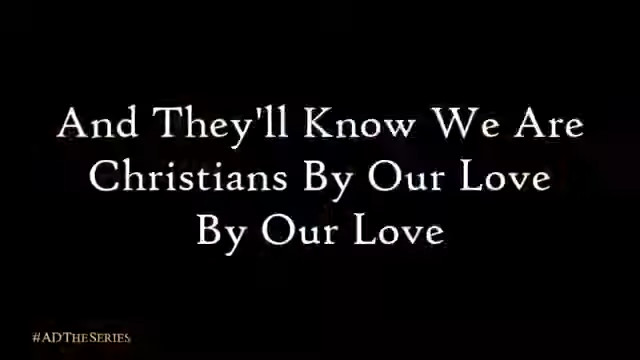 And They'll Know We Are
Christians By Our Love
By Our Love
#ADTheSeries